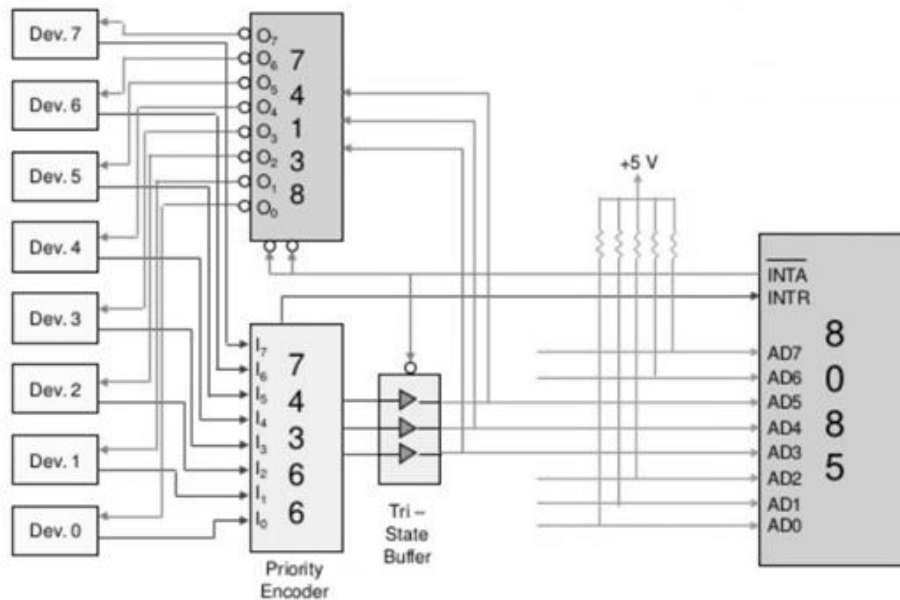 Dev. 7
Dev. 6
Dev. 5
Dev. 4
Dev. 3
Dev. 2
Dev. 1
Dev. 0
O7
O6
O5
O4
O3
O2
O1
O0
7
4
1
3
8
I7
I6
I5
I4
I3
I2
I1
I0
7
4
3
6
6
Priority
Encoder
Tri –
State
Buffer
+5 V
INTA
INTR
AD7
AD6
AD5
AD4
AD3
AD2
AD1
AD0
8
0
8
5